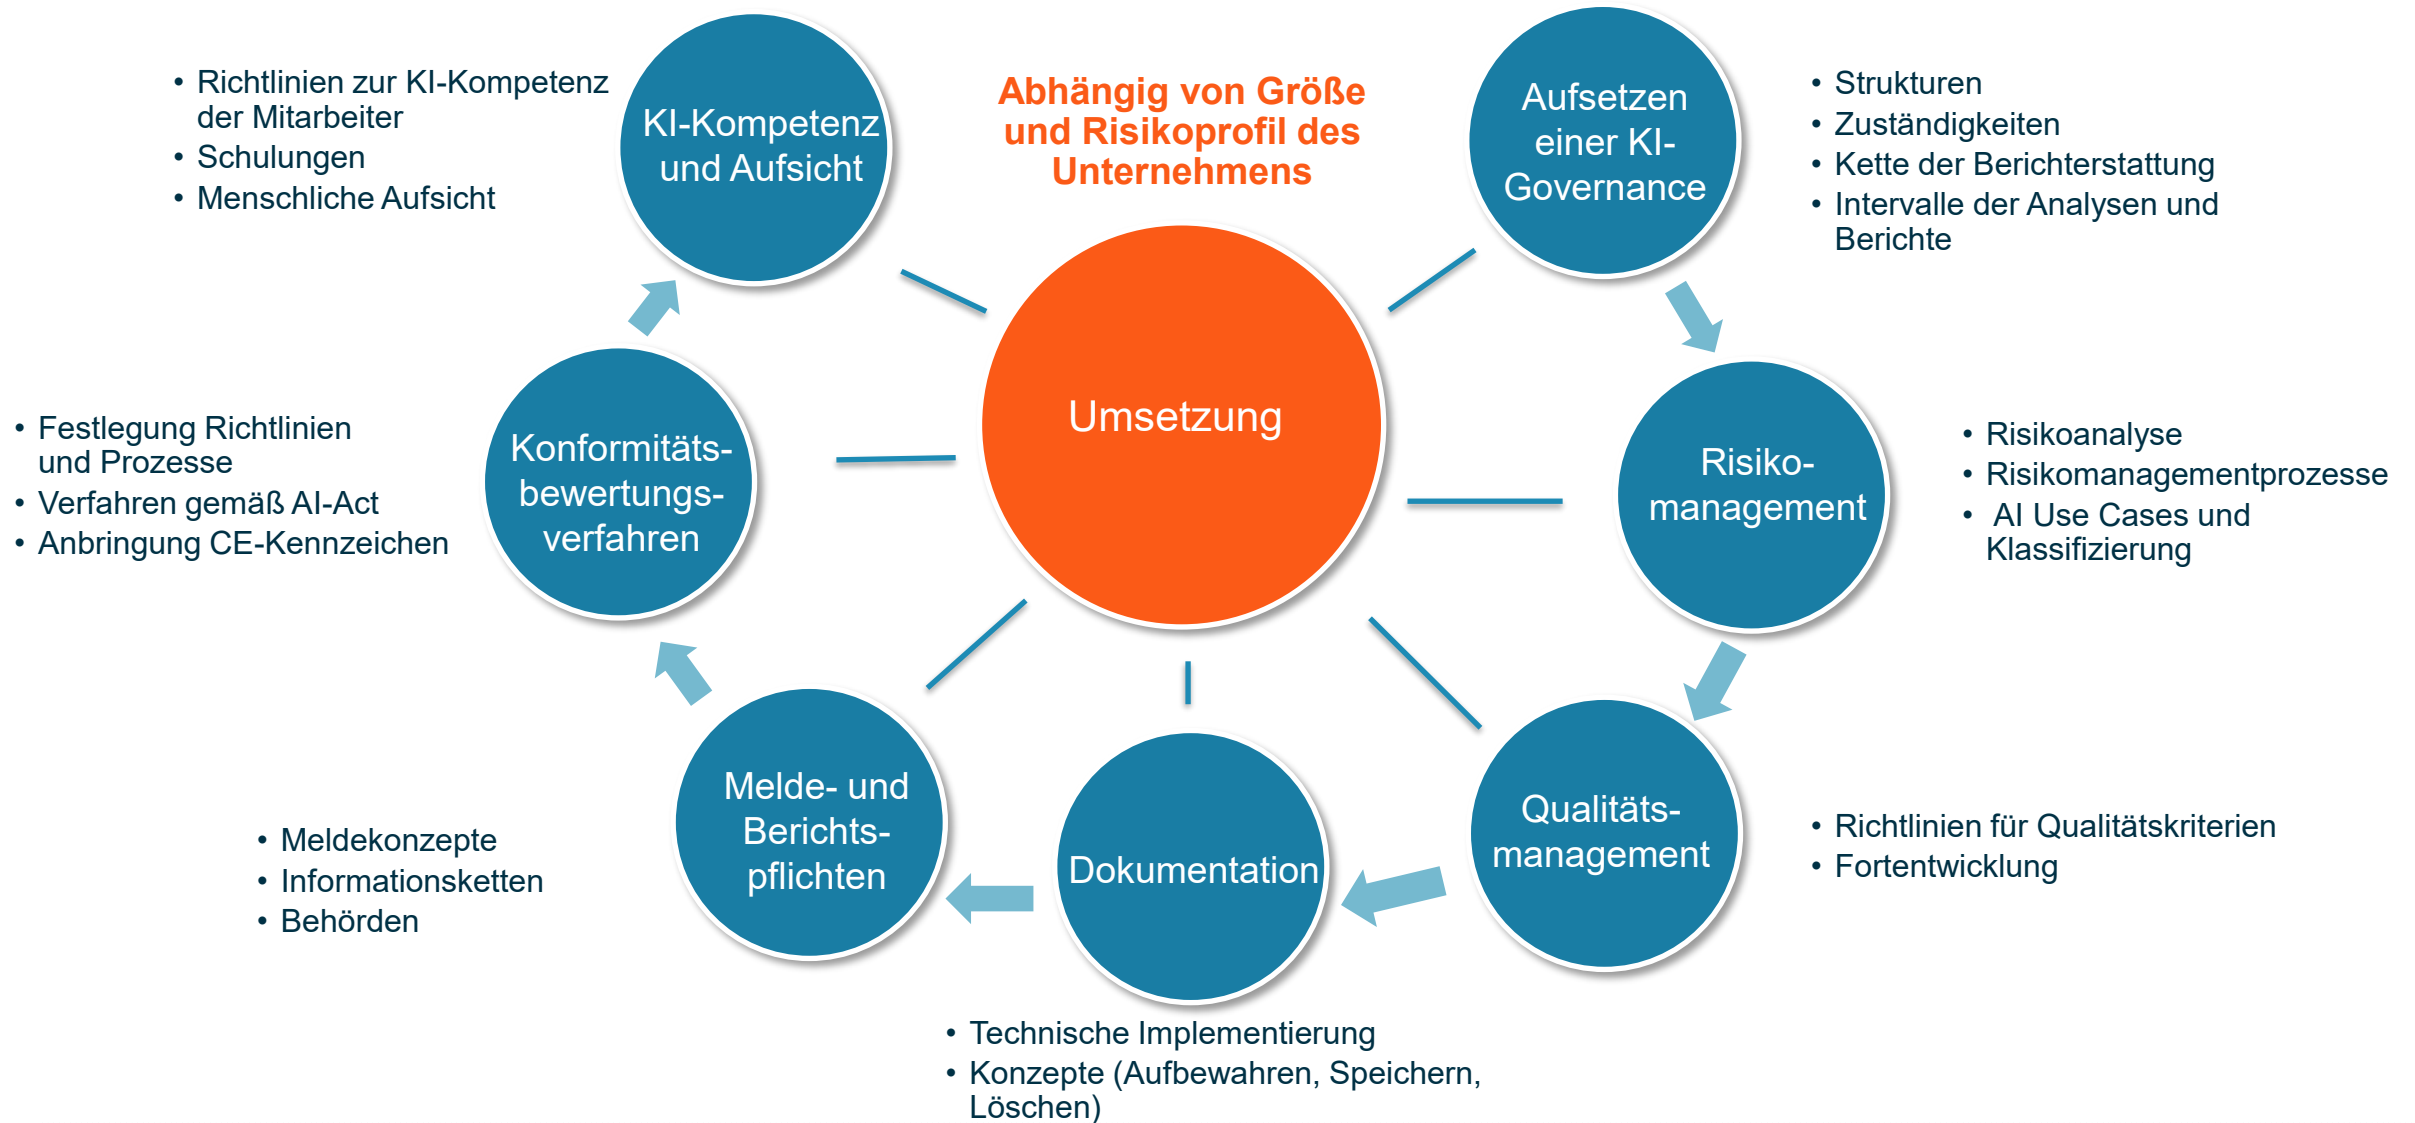 Abhängig von Größe
und Risikoprofil des
Unternehmens
Umsetzung
Aufsetzen
einer KI-
Governance
• Strukturen
• Zuständigkeiten
• Kette der Berichterstattung
• Intervalle der Analysen und
Berichte
Risiko-
management
• Risikoanalyse
• Risikomanagementprozesse
• AI Use Cases und
Klassifizierung
Qualitäts-
management
• Richtlinien für Qualitätskriterien
• Fortentwicklung
Dokumentation
• Technische Implementierung
• Konzepte (Aufbewahren, Speichern,
Löschen)
Melde- und
Berichts-
pflichten
• Meldekonzepte
• Informationsketten
• Behörden
Konformitäts-
bewertungs-
verfahren
• Festlegung Richtlinien
und Prozesse
• Verfahren gemäß AI-Act
• Anbringung CE-Kennzeichen
KI-Kompetenz
und Aufsicht
• Richtlinien zur KI-Kompetenz
der Mitarbeiter
• Schulungen
• Menschliche Aufsicht